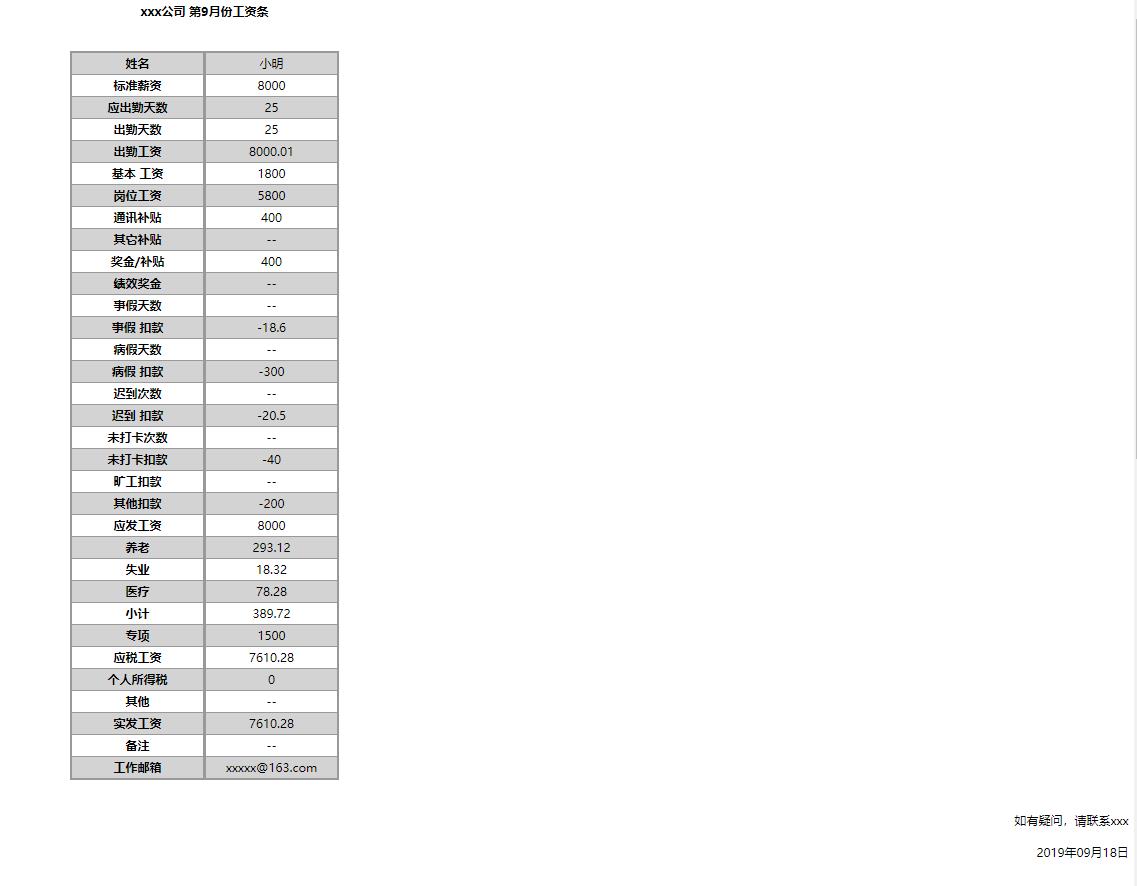 xxx公司 第9月份工资条
姓名 小明
标准薪资 8000
应出勤天数 25
出勤天数 25
出勤工资 8000.01
基本 工资 1800
岗位工资 5800
通讯补贴 400
其它补贴 --
奖金/补贴 400
绩效奖金 --
事假天数 --
事假 扣款 -18.6
病假天数 --
病假 扣款 -300
迟到次数 --
迟到 扣款 -20.5
未打卡次数 --
未打卡扣款 -40
旷工扣款 --
其他扣款 -200
应发工资 8000
养老 293.12
失业 18.32
医疗 78.28
小计 389.72
专项 1500
应税工资 7610.28
个人所得税 0
其他 --
实发工资 7610.28
备注 --
工作邮箱 xxxxx@163.com
如有疑问，请联系xxx
2019年09月18日